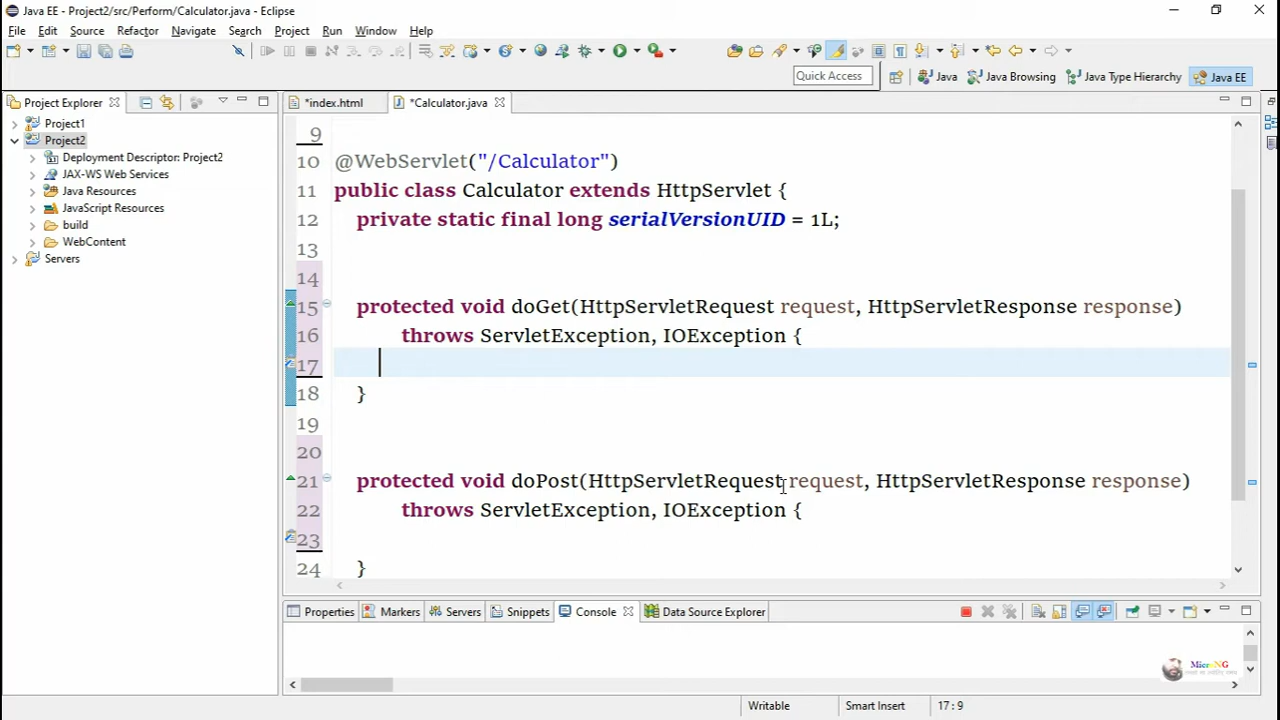 Java EE - Project2/src/Perform/Calculator.java - Eclipse
File Edit Source Refactor Navigate Search Project Run Window Help
Quick Access Java Java Browsing Java Type Hierarchy Java EE
Project Explorer
*index.html *Calculator.java
Project1
Project2
Deployment Descriptor: Project2
JAX-WS Web Services
Java Resources
JavaScript Resources
build
WebContent
Servers
9
10 @WebServlet("/Calculator")
11 public class Calculator extends HttpServlet {
12 private static final long serialVersionUID = 1L;
13
14
15 protected void doGet(HttpServletRequest request, HttpServletResponse response)
16 throws ServletException, IOException {
17
18 }
19
20
21 protected void doPost(HttpServletRequest request, HttpServletResponse response)
22 throws ServletException, IOException {
23
24 }
Properties Markers Servers Snippets Console Data Source Explorer
MicroNG
Writable Smart Insert 17 : 9